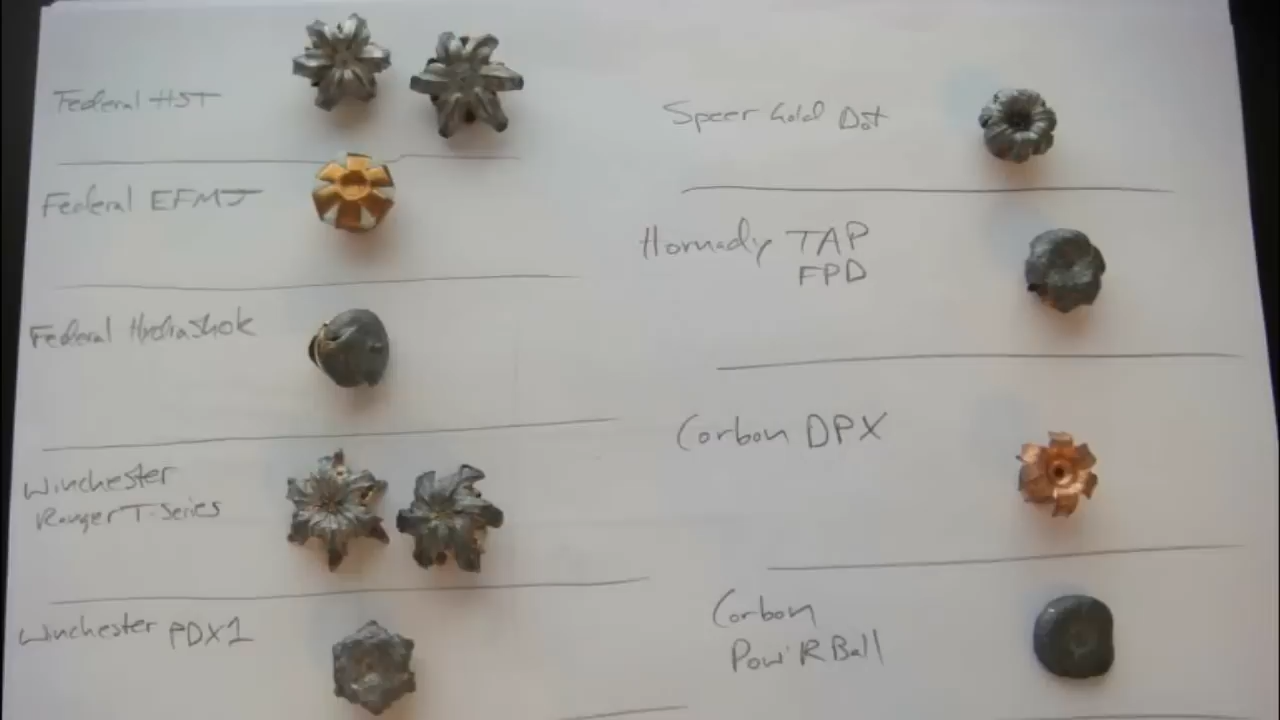 Federal HST
Federal EFMJ
Federal HydraShok
Winchester
Ranger T-Series
Winchester PDX1
Speer Gold Dot
Hornady TAP
FPD
Corbon DPX
Corbon
Pow'R Ball